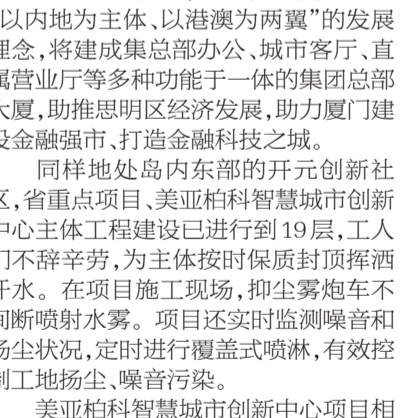 以内地为主体、以港澳为两翼”的发展
理念,将建成集总部办公、城市客厅、直
属营业厅等多种功能于一体的集团总部
大厦,助推思明区经济发展,助力厦门建
设金融强市、打造金融科技之城。
同样地处岛内东部的开元创新社
区,省重点项目、美亚柏科智慧城市创新
中心主体工程建设已进行到19层,工人
们不辞辛劳,为主体按时保质封顶挥洒
汗水。在项目施工现场,抑尘雾炮车不
间断喷射水雾。项目还实时监测噪音和
扬尘状况,定时进行覆盖式喷淋,有效控
制工地扬尘、噪音污染。
美亚柏科智慧城市创新中心项目相